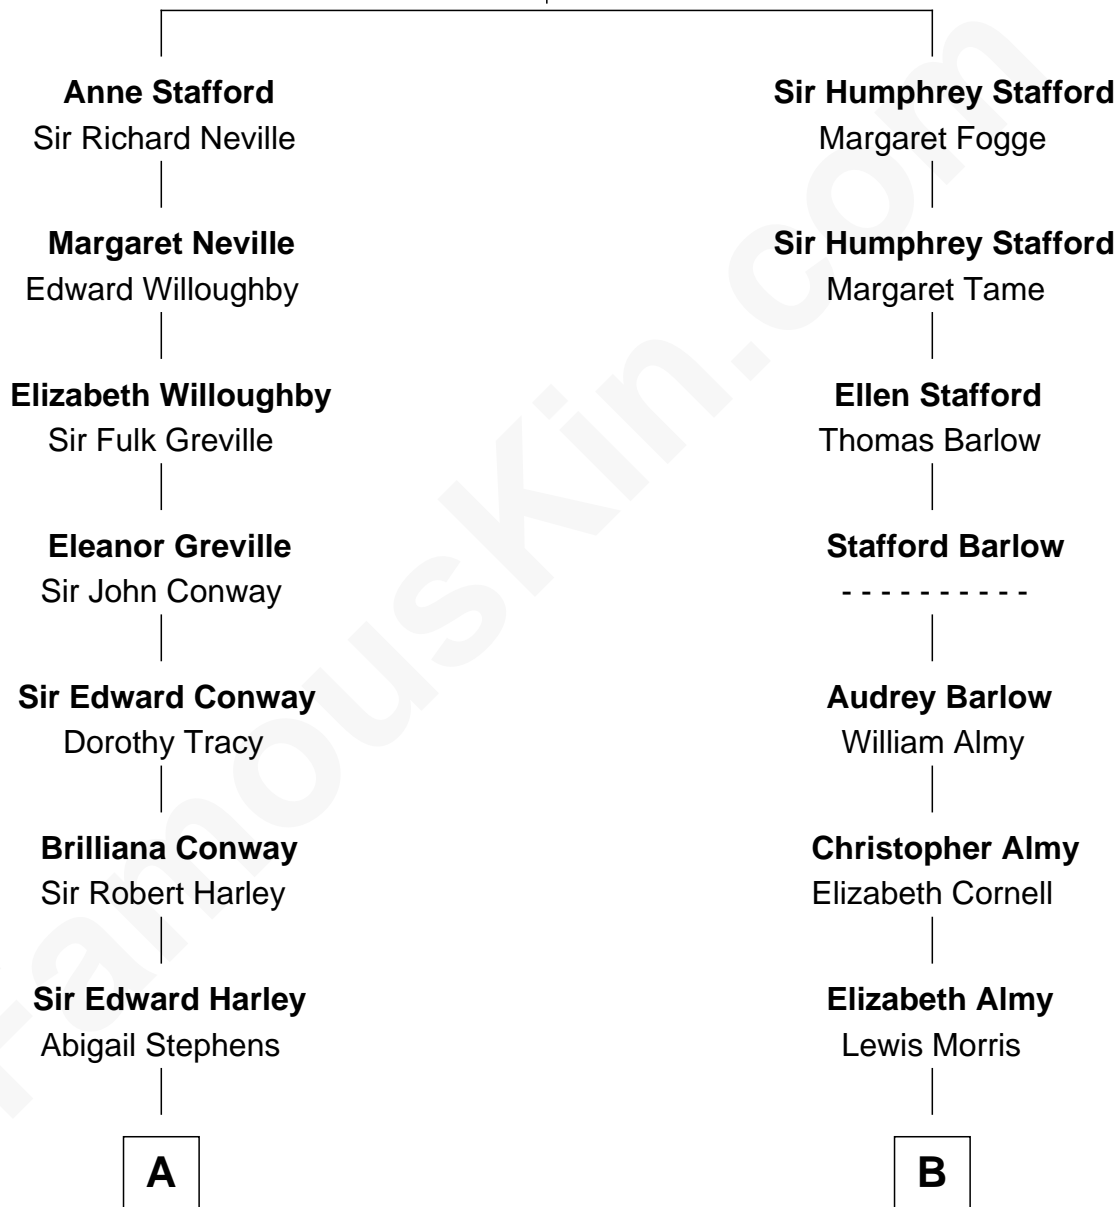 Anne Stafford
Sir Richard Neville
Margaret Neville
Edward Willoughby
Elizabeth Willoughby
Sir Fulk Greville
Eleanor Greville
Sir John Conway
Sir Edward Conway
Dorothy Tracy
Brilliana Conway
Sir Robert Harley
Sir Edward Harley
Abigail Stephens
A
Sir Humphrey Stafford
Margaret Fogge
Sir Humphrey Stafford
Margaret Tame
Ellen Stafford
Thomas Barlow
Stafford Barlow
- - - - - - - - - -
Audrey Barlow
William Almy
Christopher Almy
Elizabeth Cornell
Elizabeth Almy
Lewis Morris
B
FamousKin.com